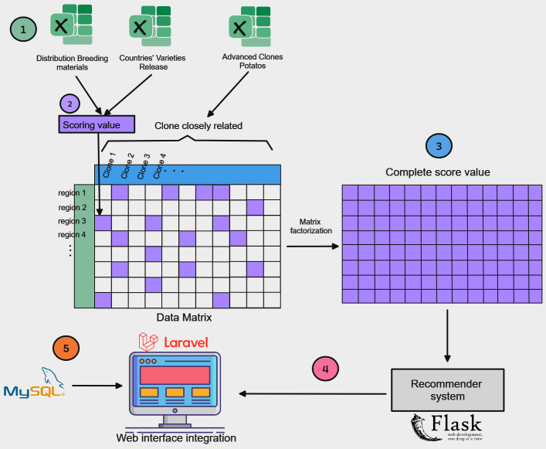 1
Distribution Breeding
materials
Countries' Varieties
Release
Advanced Clones
Potatos
2
Scoring value
Clone closely related
Clone 1
Clone 2
Clone 3
Clone 4
. . .
region 1
region 2
region 3
region 4
Data Matrix
Matrix
factorization
3
Complete score value
Recommender
system
Flask
web development,
one drop at a time
4
5
Laravel
MySQL
Web interface integration